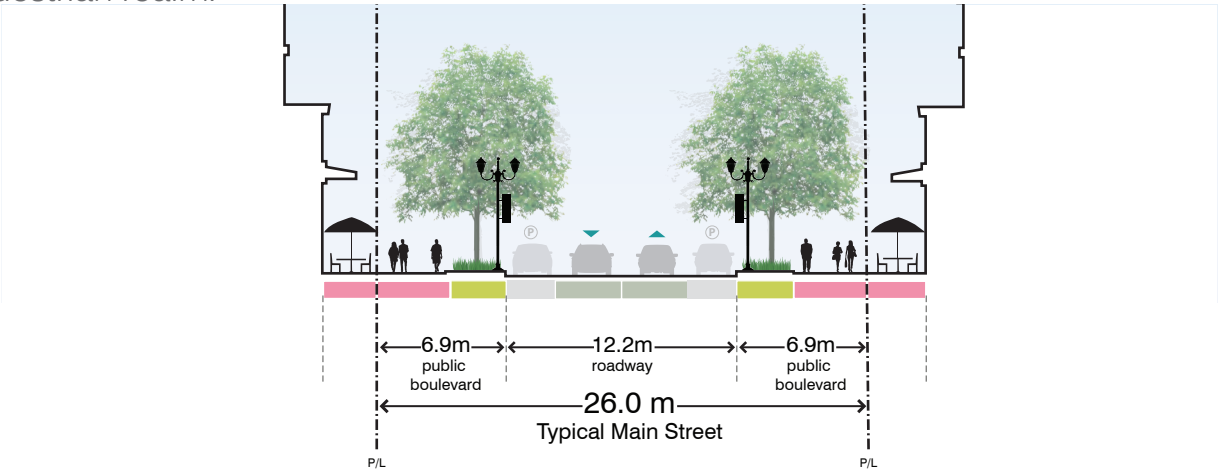 P P
6.9m 12.2m 6.9m
public roadway public
boulevard boulevard
26.0 m
Typical Main Street
P/L P/L